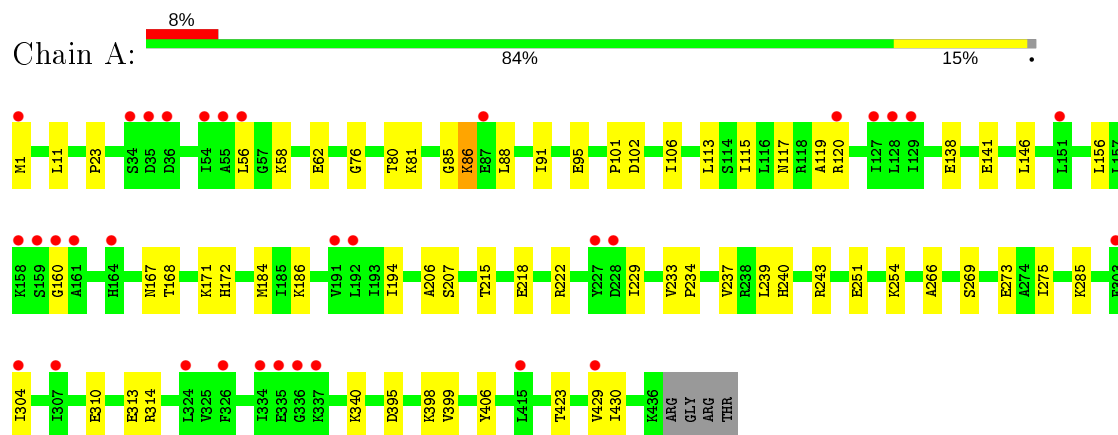 8%
Chain A:
84% 15% •
M1 L11 P23 S34 D35 D36 I54 A55 L56 G57 K58 E62 G76 T80 K81 G85 K86 E87 L88 I91 E95 P101 D102 I106 L113 S114 I115 L116 N117 R118 A119 R120 I127 L128 I129 E138 E141 L146 L151 L156 L157
K158 S159 G160 A161 H164 N167 T168 K171 H172 M184 I185 K186 V191 L192 I193 I194 A206 S207 T215 E218 R222 Y227 D228 I229 V233 P234 V237 R238 L239 H240 R243 E251 K254 A266 S269 E273 A274 I275 K285
I304 I307 E310 E313 R314 L324 V325 F326 I334 E335 G336 K337 K340 D395 K398 V399 Y406 L415 T423 V429 I430 K436 ARG GLY ARG THR